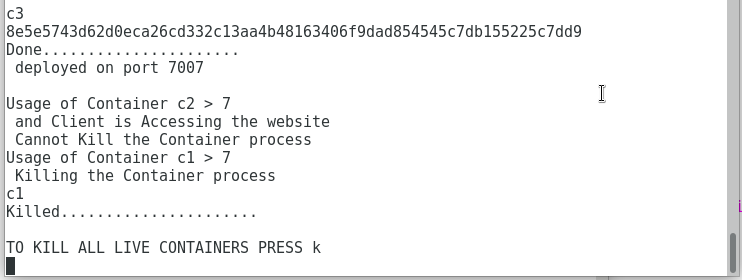 c3
8e5e5743d62d0eca26cd332c13aa4b48163406f9dad854545c7db155225c7dd9
Done......................
deployed on port 7007
Usage of Container c2 > 7
and Client is Accessing the website
Cannot Kill the Container process
Usage of Container c1 > 7
Killing the Container process
c1
Killed......................
TO KILL ALL LIVE CONTAINERS PRESS k